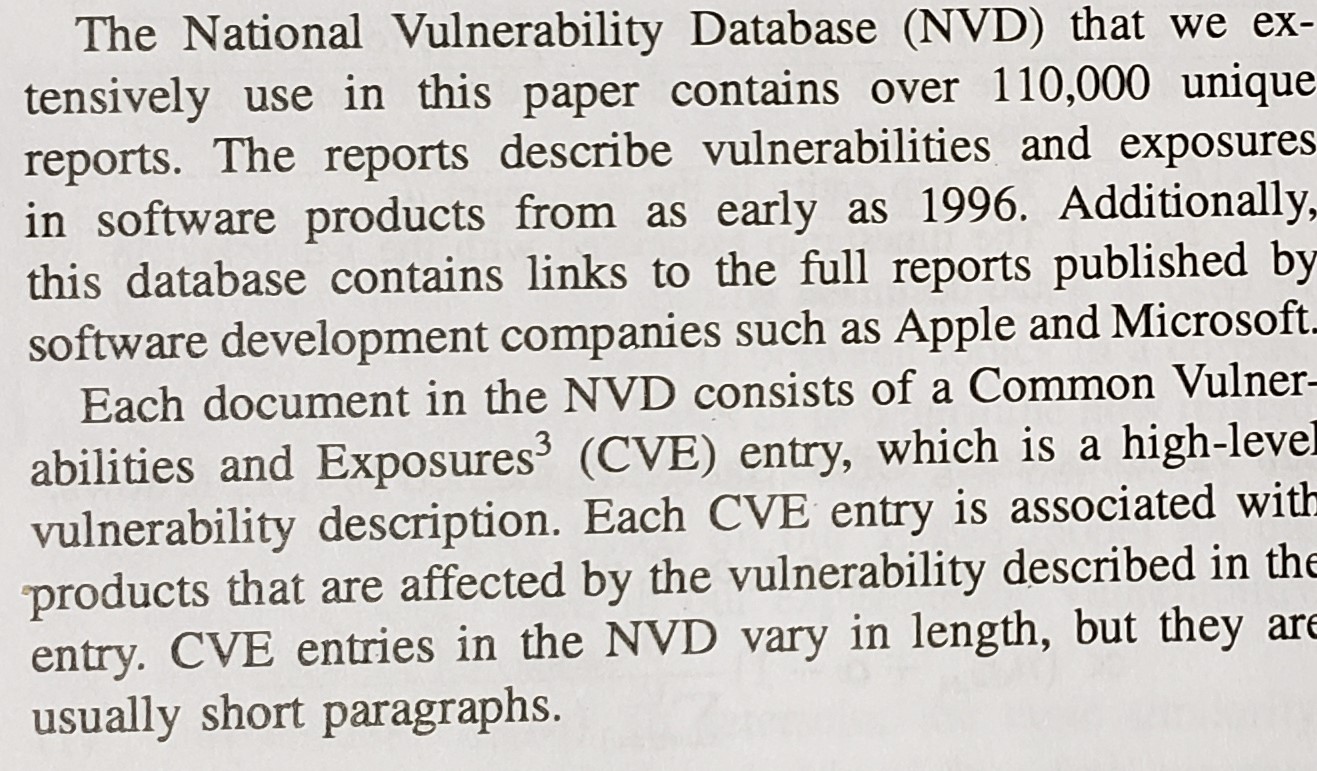 The National Vulnerability Database (NVD) that we ex-
tensively use in this paper contains over 110,000 unique
reports. The reports describe vulnerabilities and exposures
in software products from as early as 1996. Additionally,
this database contains links to the full reports published by
software development companies such as Apple and Microsoft.
Each document in the NVD consists of a Common Vulner-
abilities and Exposures³ (CVE) entry, which is a high-level
vulnerability description. Each CVE entry is associated with
products that are affected by the vulnerability described in the
entry. CVE entries in the NVD vary in length, but they are
usually short paragraphs.